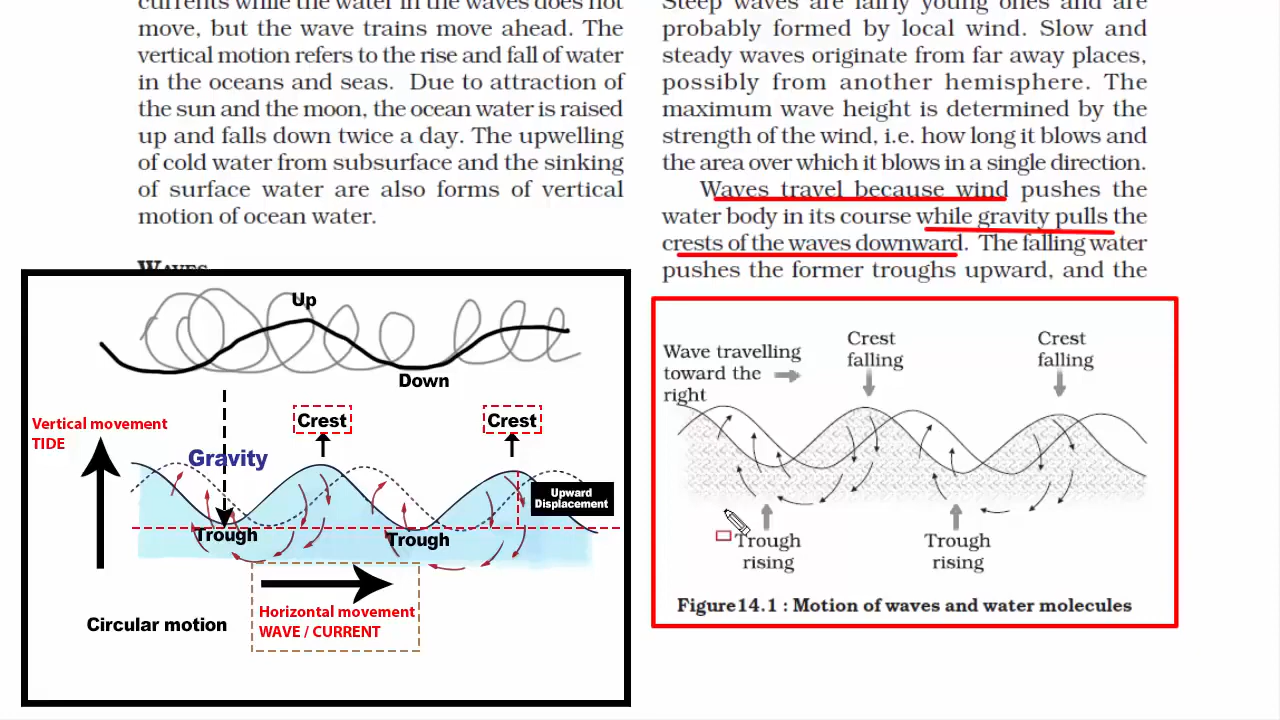 currents while the water in the waves does not
move, but the wave trains move ahead. The
vertical motion refers to the rise and fall of water
in the oceans and seas. Due to attraction of
the sun and the moon, the ocean water is raised
up and falls down twice a day. The upwelling
of cold water from subsurface and the sinking
of surface water are also forms of vertical
motion of ocean water.
WAVES
Up
Down
Vertical movement
TIDE
Crest
Crest
Gravity
Upward
Displacement
Trough
Trough
Horizontal movement
WAVE / CURRENT
Circular motion
Steep waves are fairly young ones and are
probably formed by local wind. Slow and
steady waves originate from far away places,
possibly from another hemisphere. The
maximum wave height is determined by the
strength of the wind, i.e. how long it blows and
the area over which it blows in a single direction.
Waves travel because wind pushes the
water body in its course while gravity pulls the
crests of the waves downward. The falling water
pushes the former troughs upward, and the
Wave travelling
toward the
right
Crest
falling
Crest
falling
Trough
rising
Trough
rising
Figure 14.1 : Motion of waves and water molecules